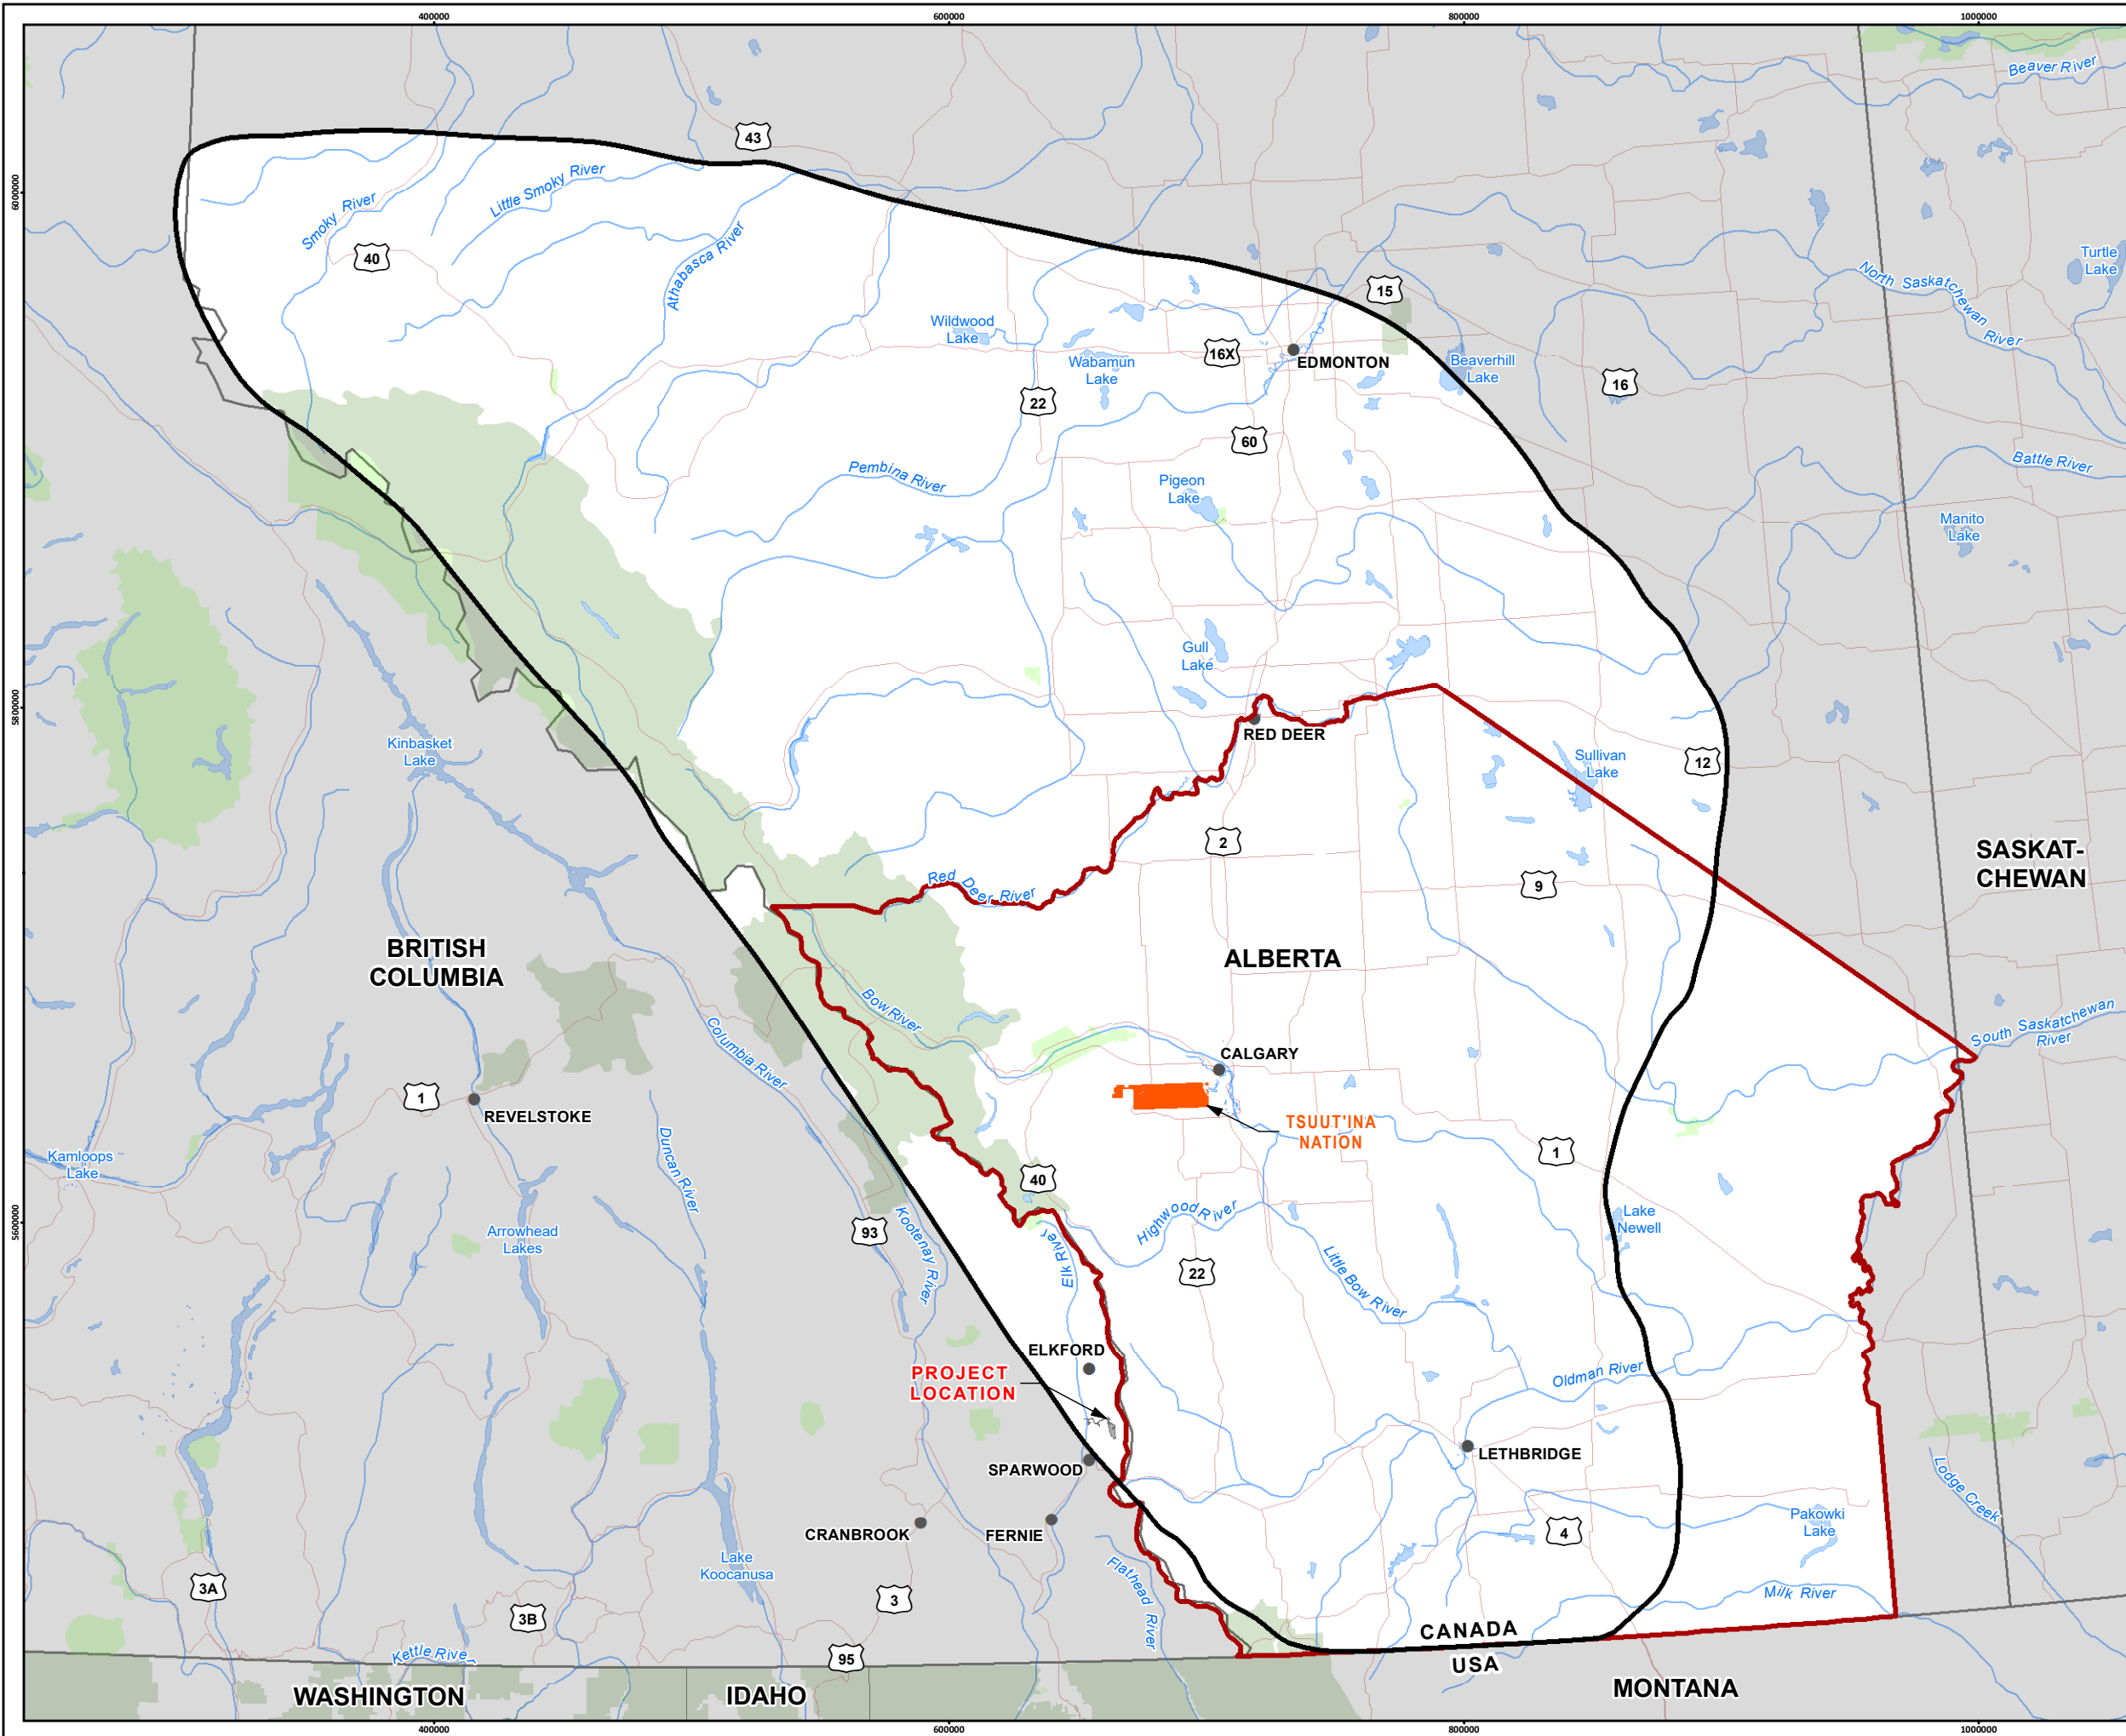 400000
600000
800000
1000000
Beaver River
43
6000000
Little Smoky River
Smoky River
40
Athabasca River
Turtle
Lake
North Saskatchewan
River
15
Wildwood
Lake
16X
EDMONTON
Wabamun
Lake
Beaverhill
Lake
16
22
60
Pembina River
Battle River
Pigeon
Lake
Manito
Lake
Gull
Lake
5800000
RED DEER
Kinbasket
Lake
Sullivan
Lake
12
2
SASKAT-
CHEWAN
Red Deer River
9
BRITISH
COLUMBIA
ALBERTA
Bow River
Columbia River
South Saskatchewan
River
CALGARY
1
REVELSTOKE
TSUUT'INA
NATION
1
Kamloops
Lake
Duncan River
40
5600000
Arrowhead
Lakes
93
Kootenay River
Elk River
Highwood River
Lake
Newell
22
Little Bow River
ELKFORD
PROJECT
LOCATION
Oldman River
SPARWOOD
LETHBRIDGE
Lodge Creek
CRANBROOK
FERNIE
4
Pakowki
Lake
Lake
Koocanusa
Flathead River
3A
3
3B
Milk River
Kettle River
95
CANADA
USA
WASHINGTON
IDAHO
MONTANA
400000
600000
800000
1000000